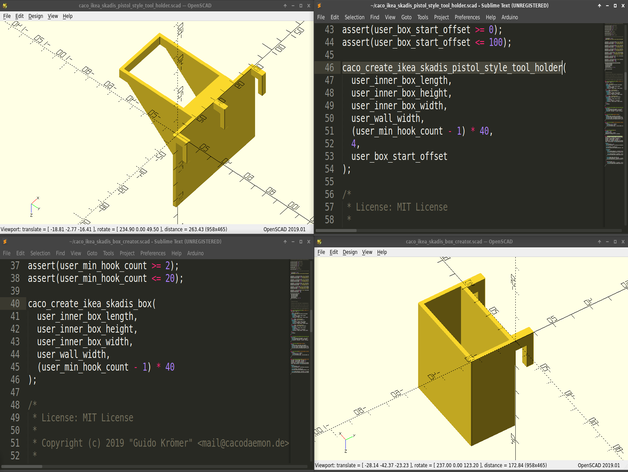 caco_ikea_skadis_pistol_style_tool_holder.scad — OpenSCAD
File Edit Design View Help
Viewport: translate = [ -18.81 -2.77 -16.41 ], rotate = [ 234.90 0.00 49.50 ], distance = 263.43 (958x465)
OpenSCAD 2019.01
~/caco_ikea_skadis_pistol_style_tool_holder.scad - Sublime Text (UNREGISTERED)
File Edit Selection Find View Goto Tools Project Preferences Help Arduino
43 assert(user_box_start_offset >= 0);
44 assert(user_box_start_offset <= 100);
45
46 caco_create_ikea_skadis_pistol_style_tool_holder(
47 user_inner_box_length,
48 user_inner_box_height,
49 user_inner_box_width,
50 user_wall_width,
51 (user_min_hook_count - 1) * 40,
52 4,
53 user_box_start_offset
54 );
55
56 /*
57 * License: MIT License
58 *
~/caco_ikea_skadis_box_creator.scad - Sublime Text (UNREGISTERED)
File Edit Selection Find View Goto Tools Project Preferences Help Arduino
37 assert(user_min_hook_count >= 2);
38 assert(user_min_hook_count <= 20);
39
40 caco_create_ikea_skadis_box(
41 user_inner_box_length,
42 user_inner_box_height,
43 user_inner_box_width,
44 user_wall_width,
45 (user_min_hook_count - 1) * 40
46 );
47
48 /*
49 * License: MIT License
50 *
51 * Copyright (c) 2019 "Guido Krömer" <mail@cacodaemon.de>
52 *
caco_ikea_skadis_box_creator.scad — OpenSCAD
File Edit Design View Help
Viewport: translate = [ -28.14 -42.37 -23.23 ], rotate = [ 237.00 0.00 123.20 ], distance = 172.84 (958x465)
OpenSCAD 2019.01